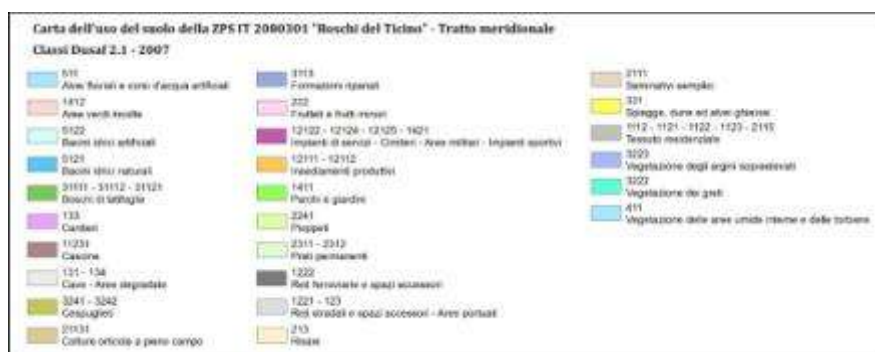 Carta dell'uso del suolo della ZPS IT 2080301 "Boschi del Ticino" - Tratto meridionale
Classi Dusaf 2.1 - 2007
511
Alvei fluviali e corsi d'acqua artificiali
1412
Aree verdi incolte
5122
Bacini idrici artificiali
5121
Bacini idrici naturali
31111 - 31112 - 31121
Boschi di latifoglie
133
Cantieri
11231
Cascine
131 - 134
Cave - Aree degradate
3241 - 3242
Cespuglieti
21131
Colture orticole a pieno campo
3113
Formazioni ripariali
222
Frutteti e frutti minori
12122 - 12124 - 12125 - 1421
Impianti di servizi - Cimiteri - Aree militari - Impianti sportivi
12111 - 12112
Insediamenti produttivi
1411
Parchi e giardini
2241
Pioppeti
2311 - 2312
Prati permanenti
1222
Reti ferroviarie e spazi accessori
1221 - 123
Reti stradali e spazi accessori - Aree portuali
213
Risaie
2111
Seminativi semplici
331
Spiagge, dune ed alvei ghiaiosi
1112 - 1121 - 1122 - 1123 - 2115
Tessuto residenziale
3223
Vegetazione degli argini sopraelevati
3222
Vegetazione dei greti
411
Vegetazione delle aree umide interne e delle torbiere